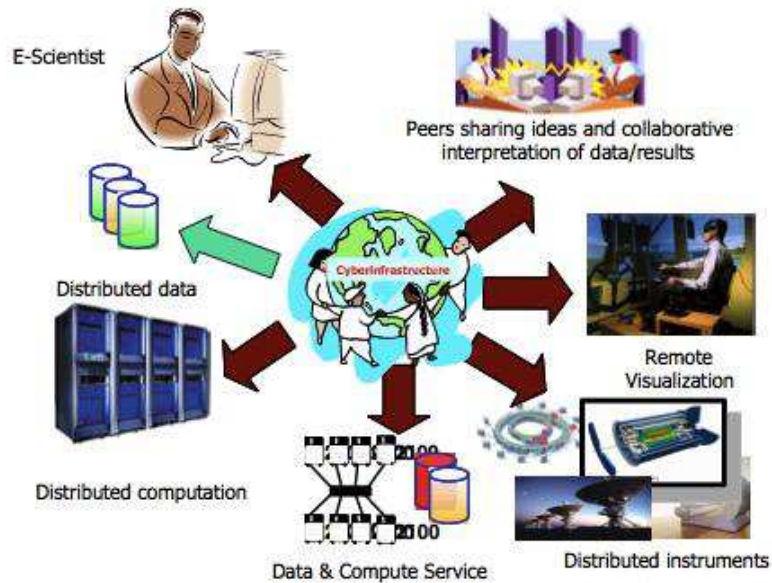 E-Scientist
Peers sharing ideas and collaborative
interpretation of data/results
Cyberinfrastructure
Distributed data
Remote
Visualization
Distributed computation
Data & Compute Service
Distributed instruments